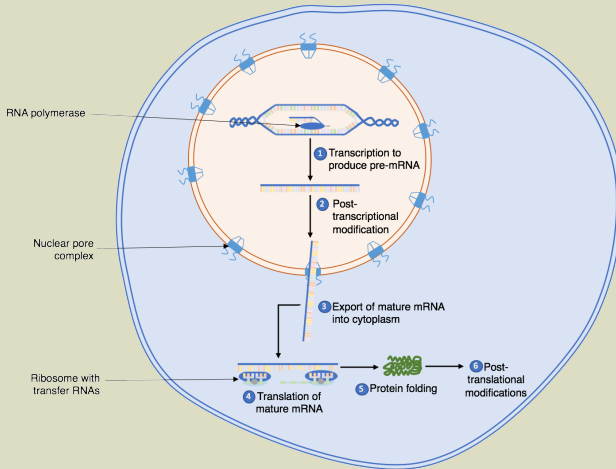 RNA polymerase
1 Transcription to
produce pre-mRNA
2 Post-
transcriptional
modification
Nuclear pore
complex
3 Export of mature mRNA
into cytoplasm
Ribosome with
transfer RNAs
4 Translation of
mature mRNA
5 Protein folding
6 Post-
translational
modifications